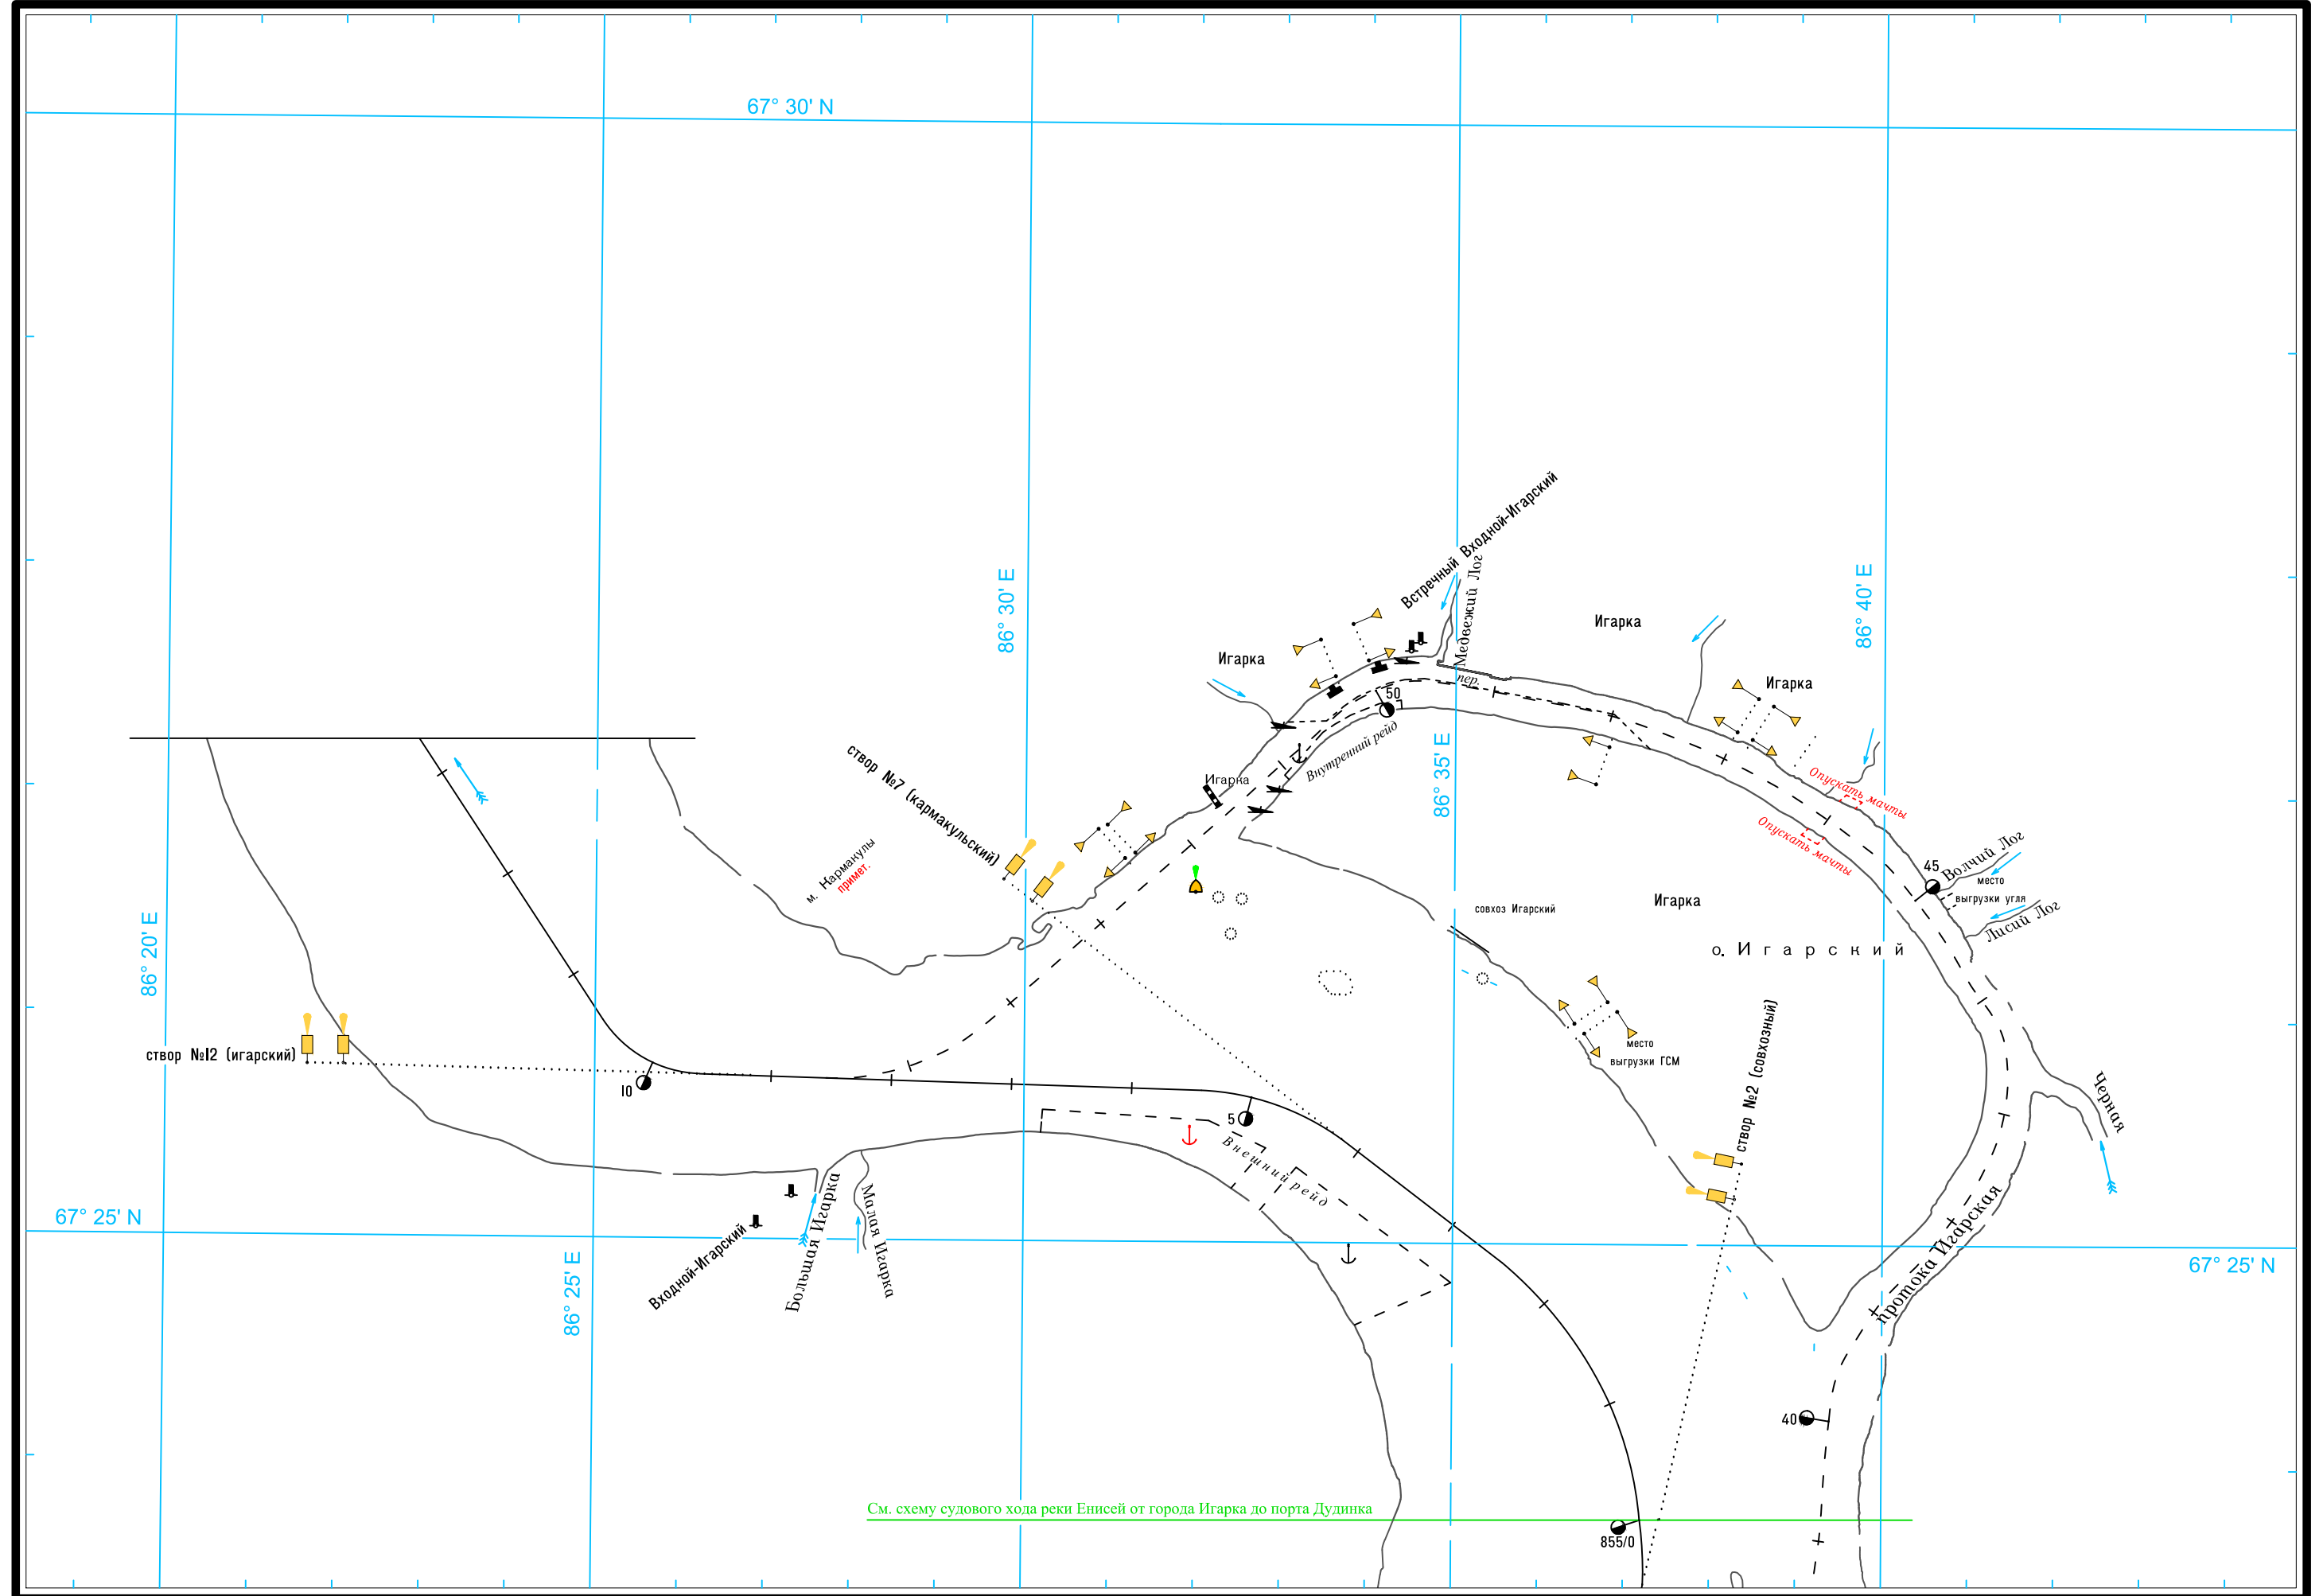 67° 30' N
Встречный Входной-Игарский
Медвежий Лог
86° 30' E
86° 40' E
Игарка
Игарка
Игарка
пер.
50
Внутренний рейд
86° 35' E
створ №7 (кармакульский)
Игарка
Опускать мачты
Опускать мачты
м. Кармакулы
примет.
45
Волчий Лог
место
выгрузки угля
Лисий Лог
Игарка
совхоз Игарский
86° 20' E
о. Игарский
створ №12 (игарский)
место
выгрузки ГСМ
створ №2 (совхозный)
10
5
Черная
Внешний рейд
67° 25' N
Входной-Игарский
Большая Игарка
Малая Игарка
86° 25' E
протока Игарская
67° 25' N
40
См. схему судового хода реки Енисей от города Игарка до порта Дудинка
855/0